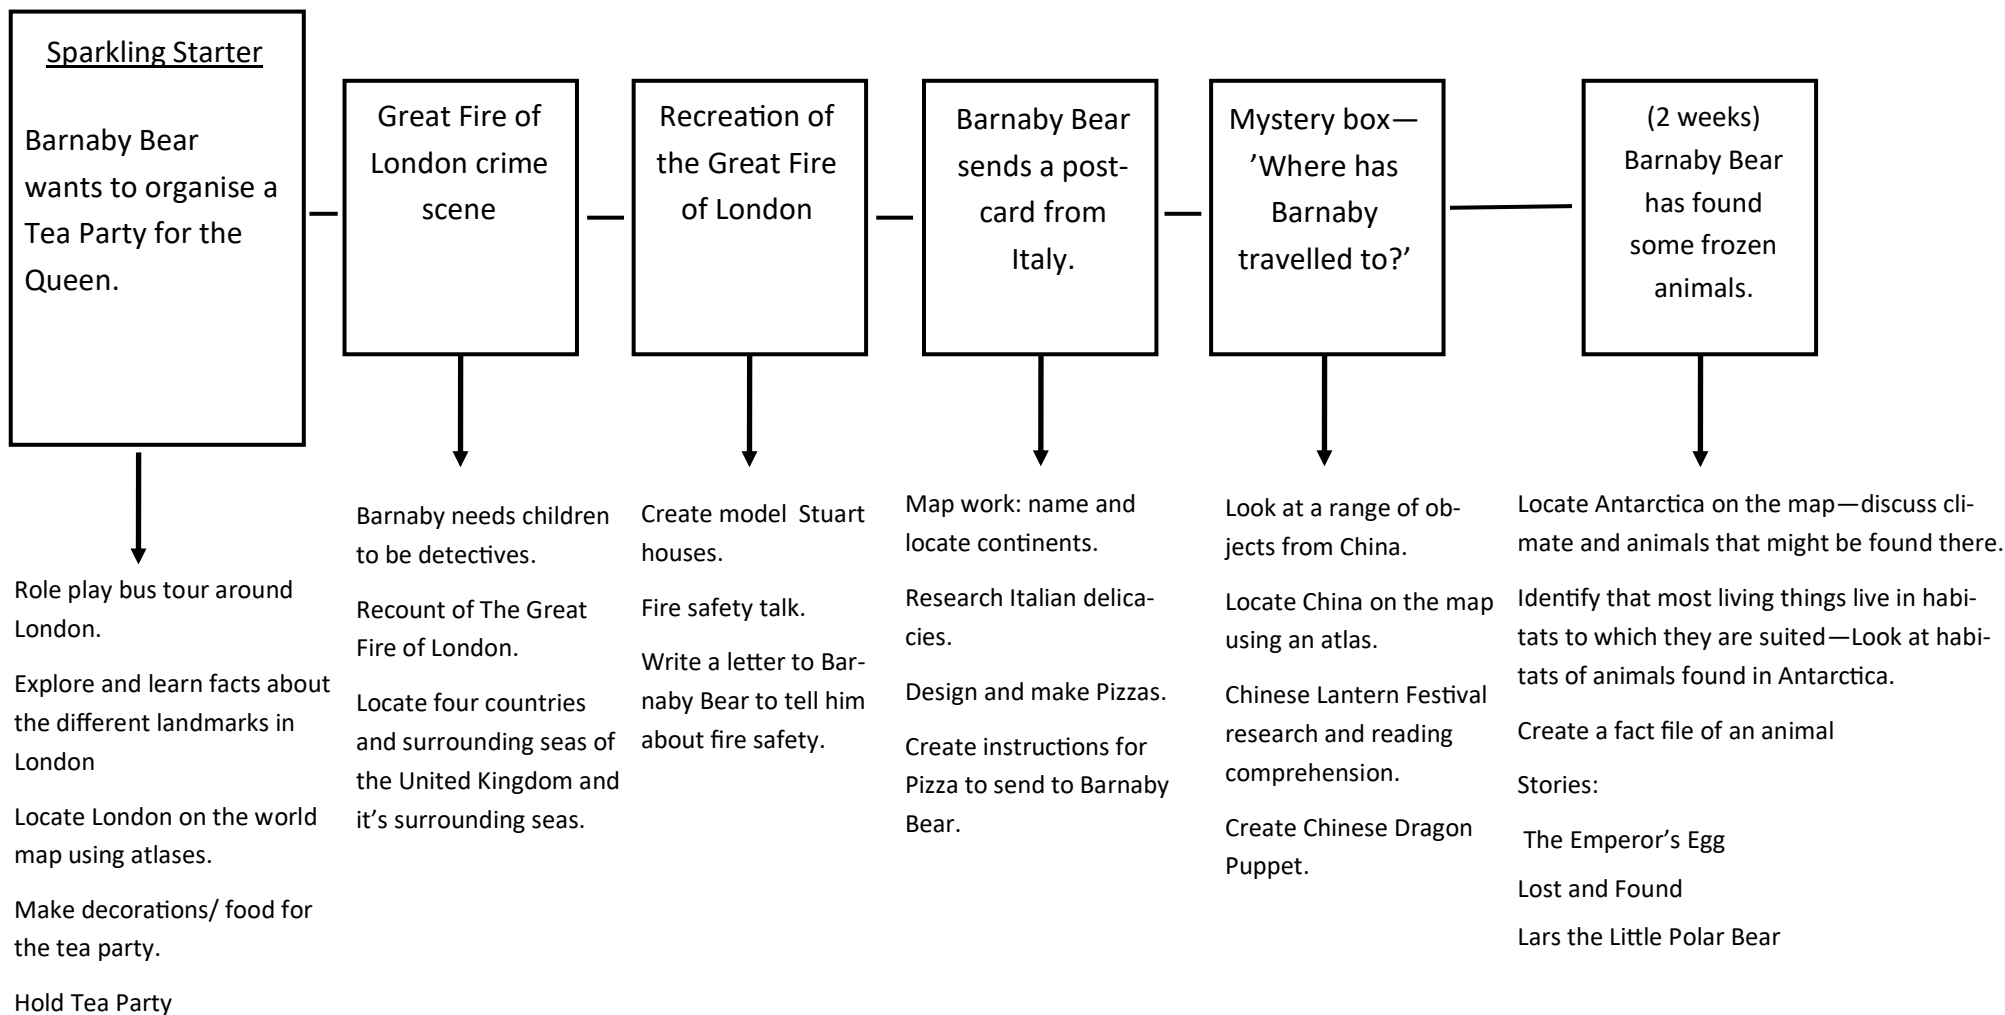 Sparkling Starter
Barnaby Bear
wants to organise a
Tea Party for the
Queen.
Great Fire of
London crime
scene
Recreation of
the Great Fire
of London
Barnaby Bear
sends a post-
card from
Italy.
Mystery box—
’Where has
Barnaby
travelled to?’
(2 weeks)
Barnaby Bear
has found
some frozen
animals.
Role play bus tour around
London.
Explore and learn facts about
the different landmarks in
London
Locate London on the world
map using atlases.
Make decorations/ food for
the tea party.
Hold Tea Party
Barnaby needs children
to be detectives.
Recount of The Great
Fire of London.
Locate four countries
and surrounding seas of
the United Kingdom and
it’s surrounding seas.
Create model  Stuart
houses.
Fire safety talk.
Write a letter to Bar-
naby Bear to tell him
about fire safety.
Map work: name and
locate continents.
Research Italian delica-
cies.
Design and make Pizzas.
Create instructions for
Pizza to send to Barnaby
Bear.
Look at a range of ob-
jects from China.
Locate China on the map
using an atlas.
Chinese Lantern Festival
research and reading
comprehension.
Create Chinese Dragon
Puppet.
Locate Antarctica on the map—discuss cli-
mate and animals that might be found there.
Identify that most living things live in habi-
tats to which they are suited—Look at habi-
tats of animals found in Antarctica.
Create a fact file of an animal
Stories:
The Emperor’s Egg
Lost and Found
Lars the Little Polar Bear